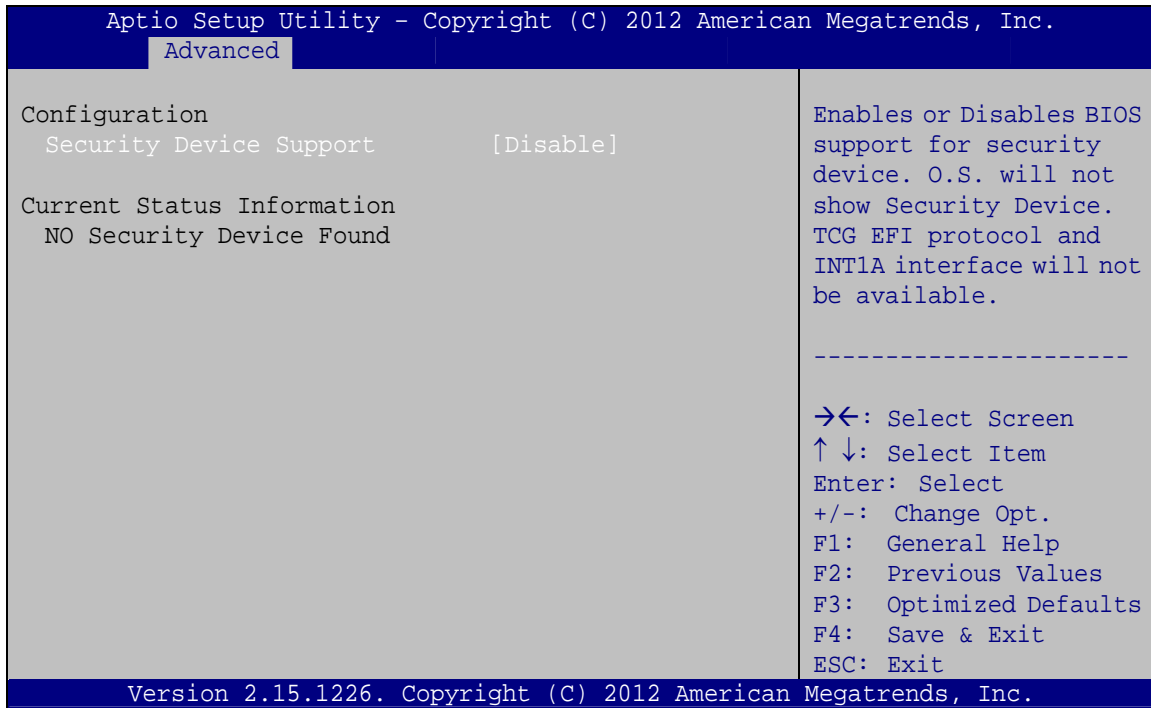 Aptio Setup Utility – Copyright (C) 2012 American Megatrends, Inc.
Advanced
Configuration
Security Device Support [Disable]
Current Status Information
NO Security Device Found
Enables or Disables BIOS
support for security
device. O.S. will not
show Security Device.
TCG EFI protocol and
INT1A interface will not
be available.
----------------------
→←: Select Screen
↑ ↓: Select Item
Enter: Select
+/-: Change Opt.
F1: General Help
F2: Previous Values
F3: Optimized Defaults
F4: Save & Exit
ESC: Exit
Version 2.15.1226. Copyright (C) 2012 American Megatrends, Inc.